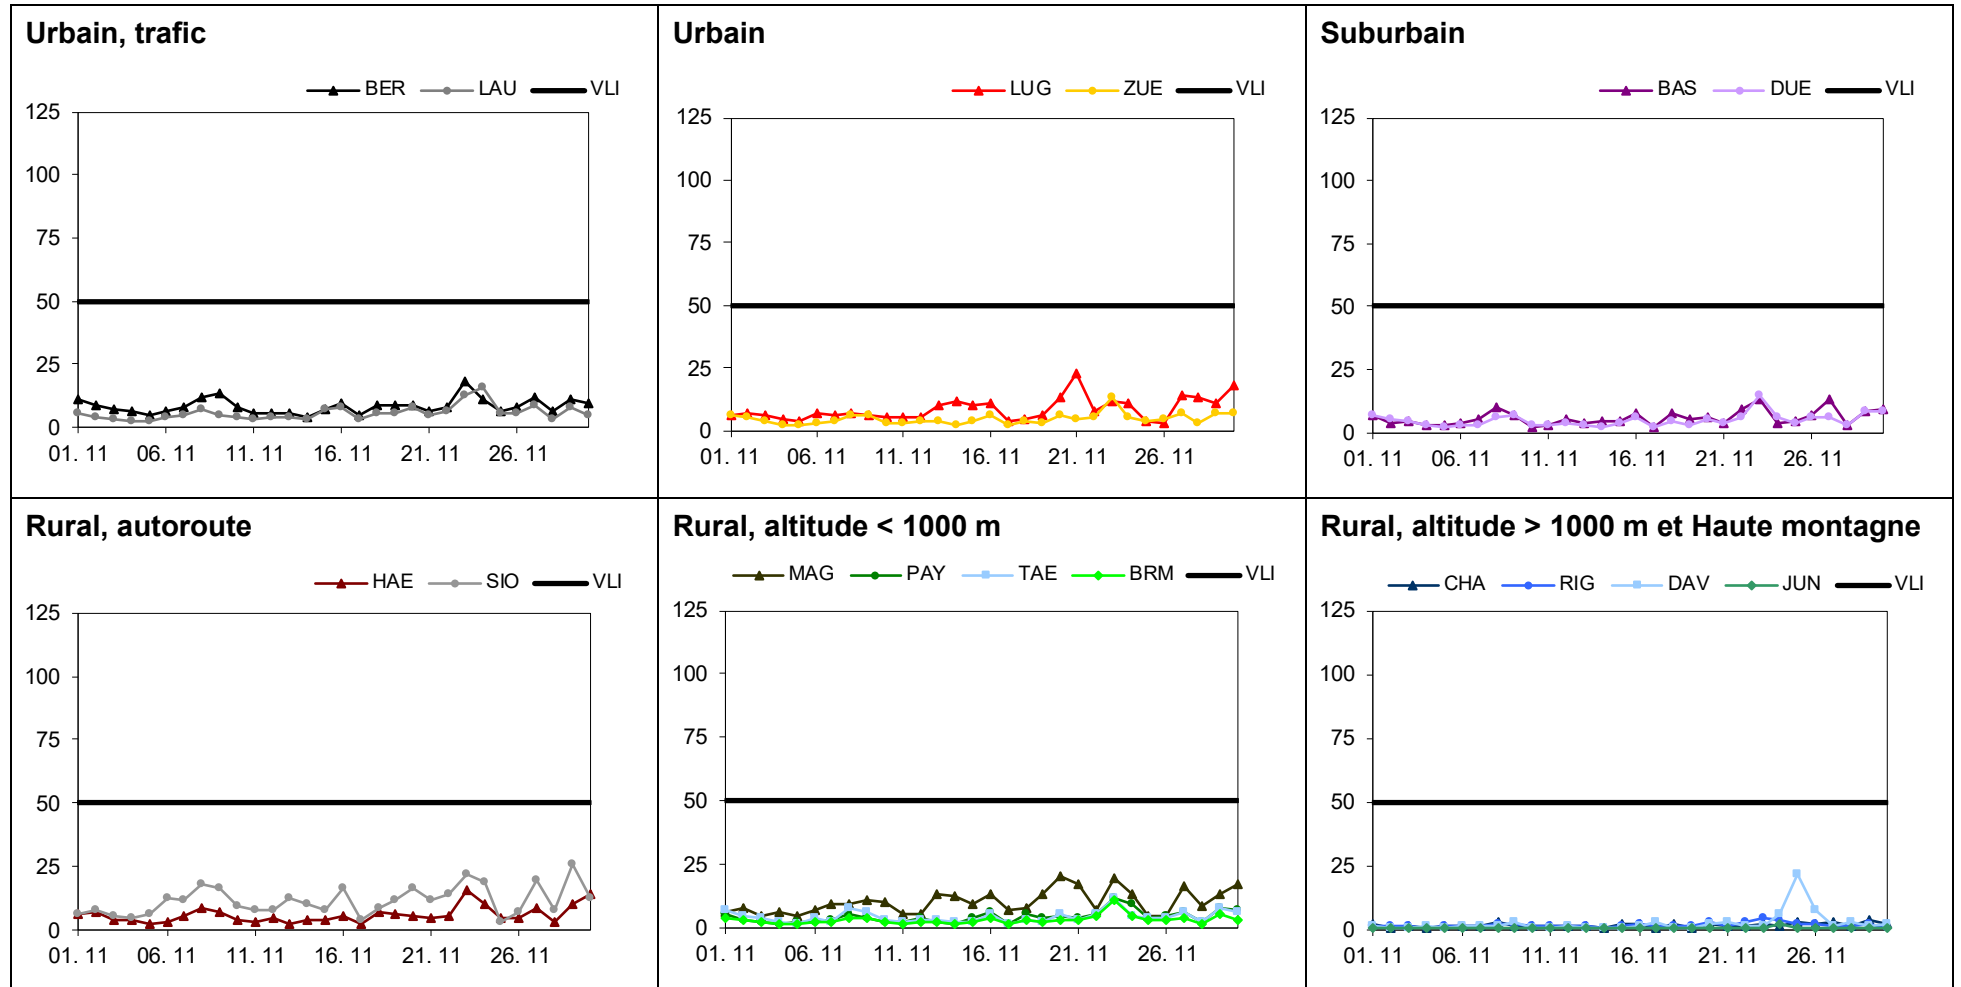 Urbain, trafic
BER LAU VLI
125
100
75
50
25
0
01. 11 06. 11 11. 11 16. 11 21. 11 26. 11
Urbain
LUG ZUE VLI
125
100
75
50
25
0
01. 11 06. 11 11. 11 16. 11 21. 11 26. 11
Suburbain
BAS DUE VLI
125
100
75
50
25
0
01. 11 06. 11 11. 11 16. 11 21. 11 26. 11
Rural, autoroute
HAE SIO VLI
125
100
75
50
25
0
01. 11 06. 11 11. 11 16. 11 21. 11 26. 11
Rural, altitude < 1000 m
MAG PAY TAE BRM VLI
125
100
75
50
25
0
01. 11 06. 11 11. 11 16. 11 21. 11 26. 11
Rural, altitude > 1000 m et Haute montagne
CHA RIG DAV JUN VLI
125
100
75
50
25
0
01. 11 06. 11 11. 11 16. 11 21. 11 26. 11